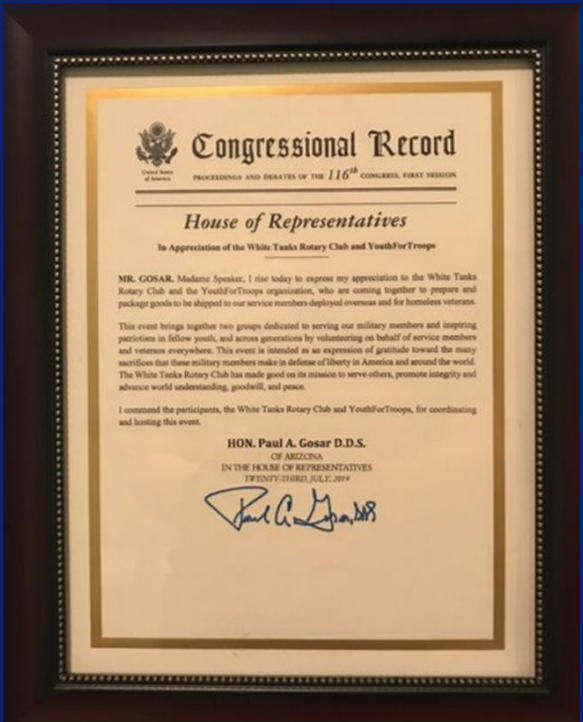 United States
of America
Congressional Record
PROCEEDINGS AND DEBATES OF THE 116th CONGRESS, FIRST SESSION
House of Representatives
In Appreciation of the White Tanks Rotary Club and YouthForTroops
MR. GOSAR. Madame Speaker, I rise today to express my appreciation to the White Tanks
Rotary Club and the YouthForTroops organization, who are coming together to prepare and
package goods to be shipped to our service members deployed overseas and for homeless veterans.
This event brings together two groups dedicated to serving our military members and inspiring
patriotism in fellow youth, and across generations by volunteering on behalf of service members
and veterans everywhere. This event is intended as an expression of gratitude toward the many
sacrifices that these military members make in defense of liberty in America and around the world.
The White Tanks Rotary Club has made good on its mission to serve others, promote integrity and
advance world understanding, goodwill, and peace.
I commend the participants, the White Tanks Rotary Club and YouthForTroops, for coordinating
and hosting this event.
HON. Paul A. Gosar D.D.S.
OF ARIZONA
IN THE HOUSE OF REPRESENTATIVES
TWENTY-THIRD, JULY, 2019
Paul A. Gosar, DDS